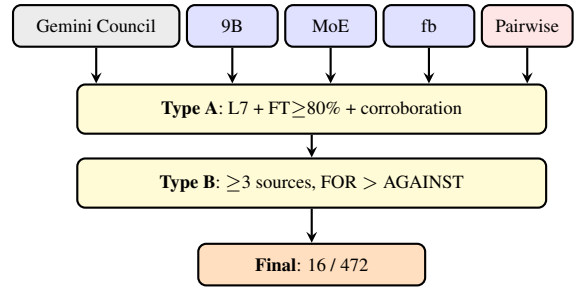 Gemini Council 9B MoE fb Pairwise
Type A: L7 + FT≥80% + corroboration
Type B: ≥3 sources, FOR > AGAINST
Final: 16 / 472